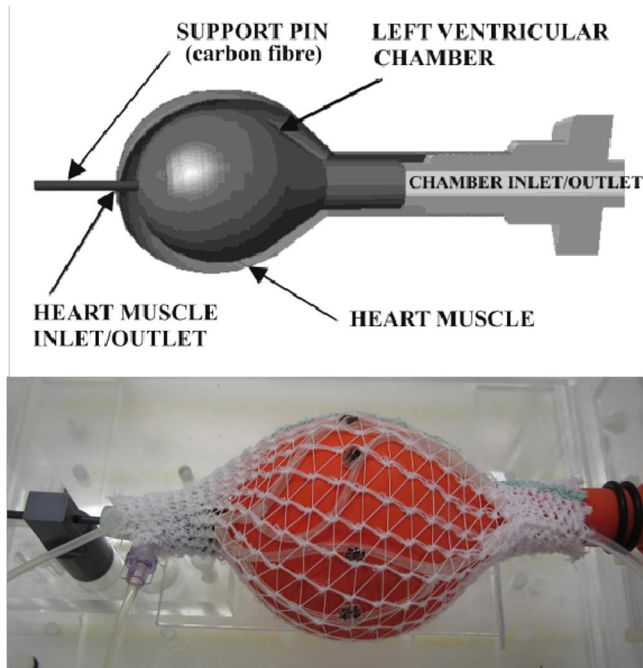 SUPPORT PIN
(carbon fibre)
LEFT VENTRICULAR
CHAMBER
CHAMBER INLET/OUTLET
HEART MUSCLE
INLET/OUTLET
HEART MUSCLE